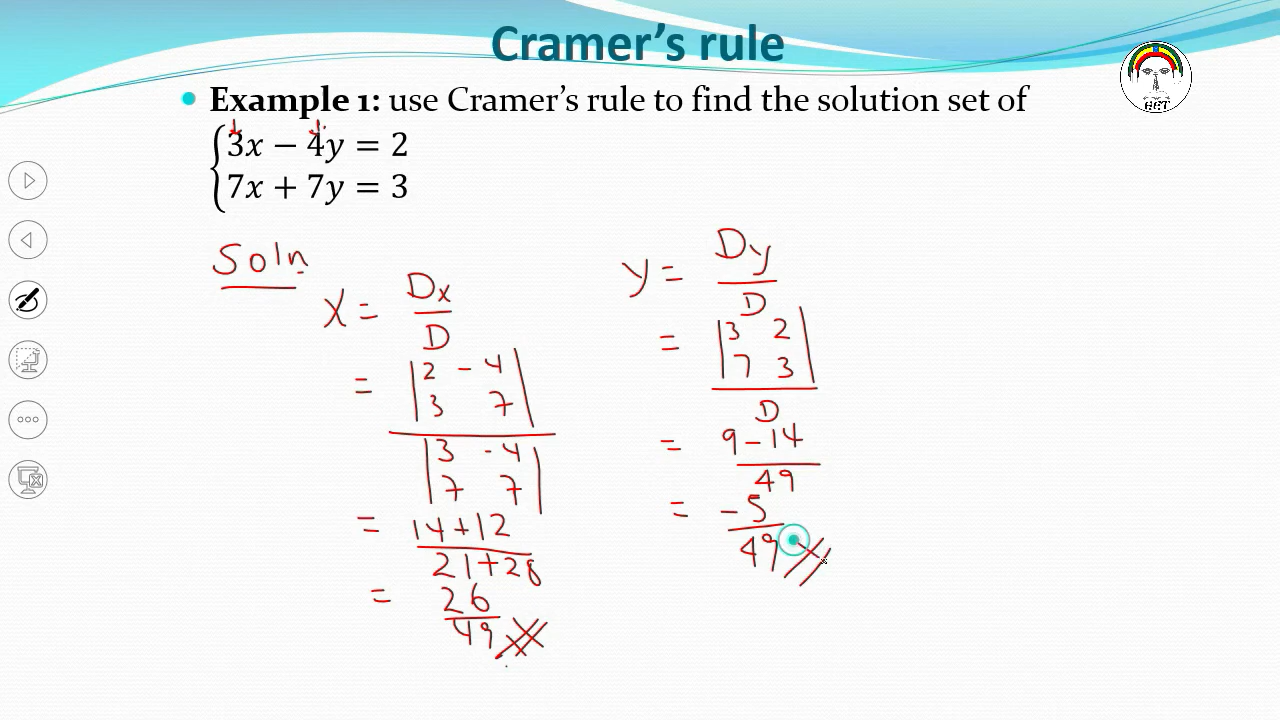 Cramer's rule
Example 1: use Cramer's rule to find the solution set of
3x − 4y = 2
7x + 7y = 3
Soln
X = Dx
D
= 2 - 4
3 7
3 - 4
7 7
= 14 + 12
21 + 28
= 26
49
y = Dy
D
= 3 2
7 3
D
= 9 - 14
49
= - 5
49